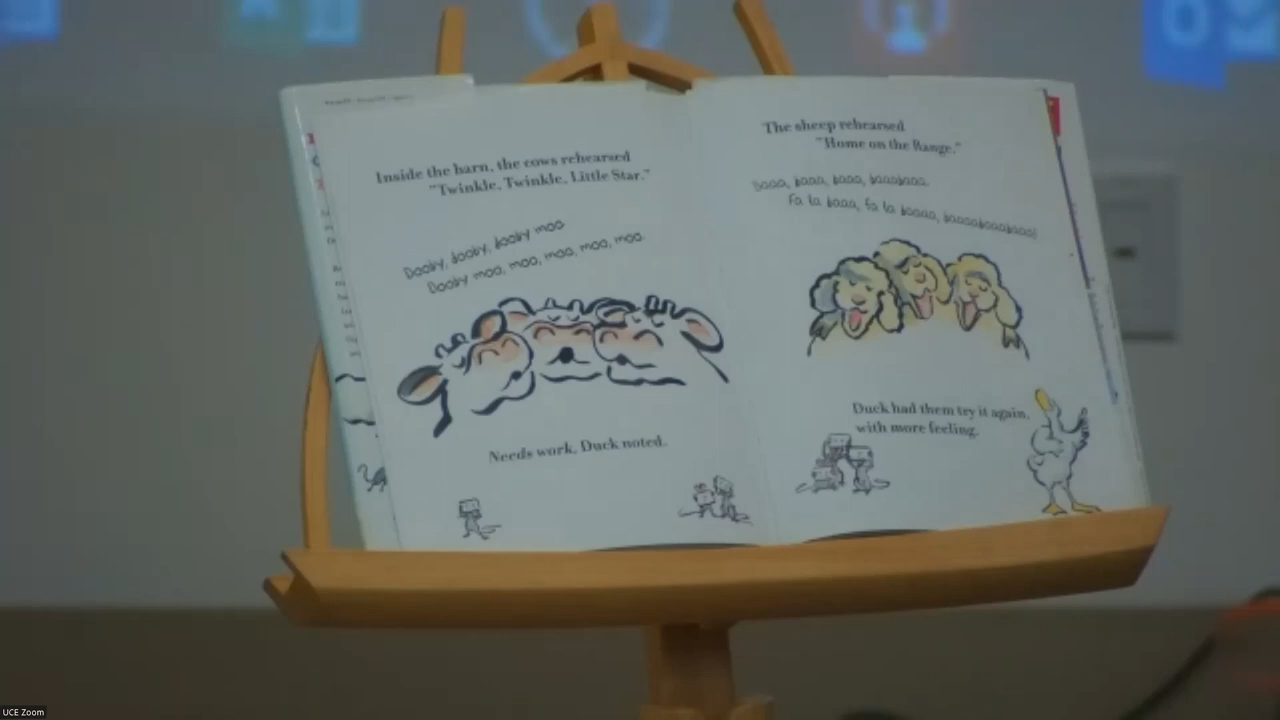 Inside the barn, the cows rehearsed
"Twinkle, Twinkle, Little Star."
Dooby, dooby, dooby moo
Dooby moo, moo, moo, moo, moo.
Needs work, Duck noted.
The sheep rehearsed
"Home on the Range."
Baaa, baaa, baaa, baaabaaa.
Fa la baaa, fa la baaaa, baaaabaaabaaa!
Duck had them try it again,
with more feeling.
UCE Zoom